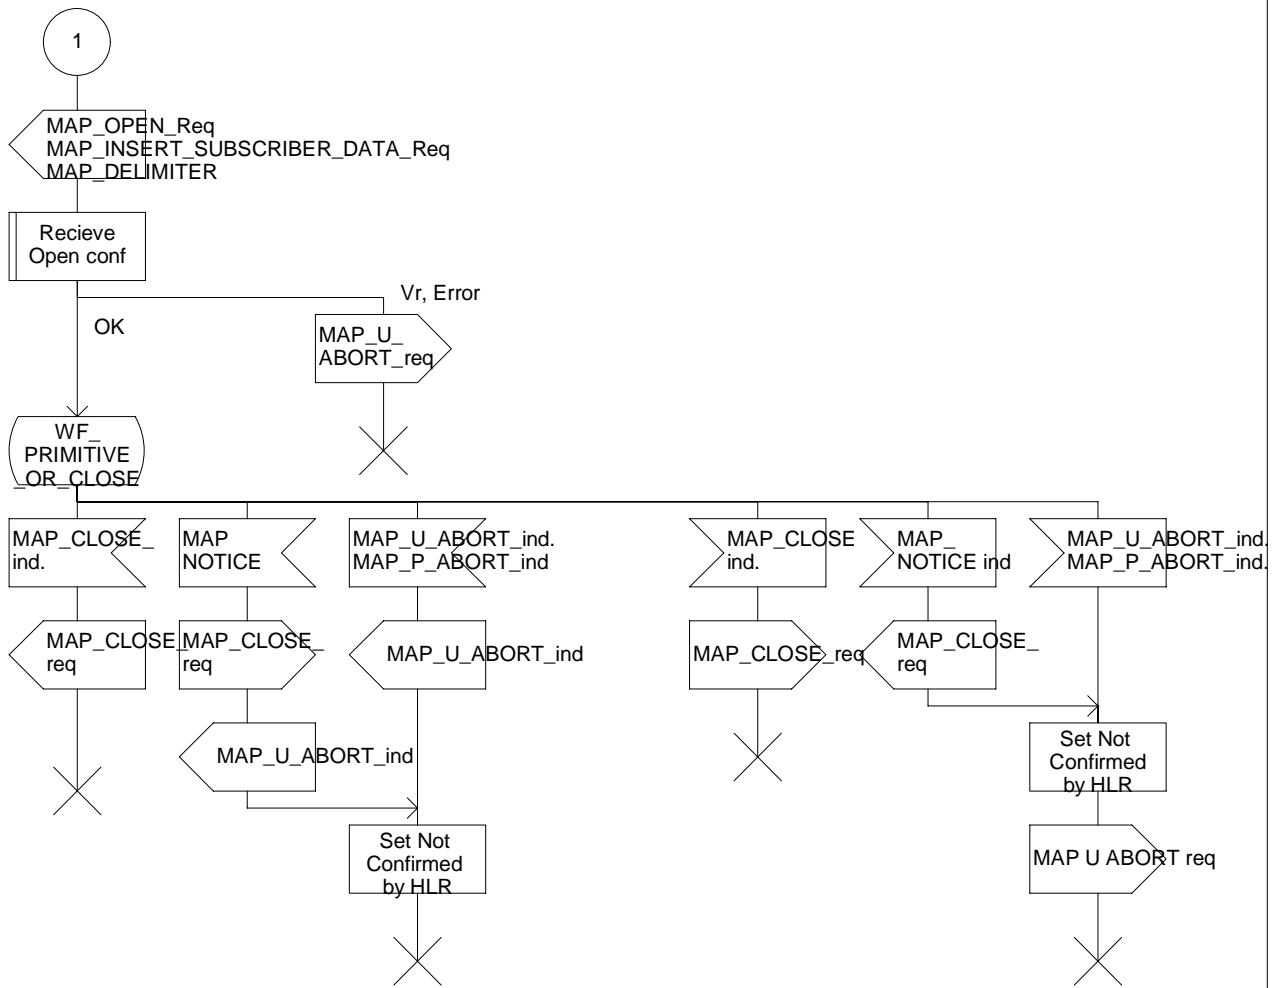 1
MAP_OPEN_Req
MAP_INSERT_SUBSCRIBER_DATA_Req
MAP_DELIMITER
Recieve
Open conf
Vr, Error
OK
MAP_U_
ABORT_req
WF_
PRIMITIVE
_OR_CLOSE
MAP_CLOSE_
ind.
MAP
NOTICE
MAP_U_ABORT_ind.
MAP_P_ABORT_ind
MAP_CLOSE
ind.
MAP_
NOTICE ind
MAP_U_ABORT_ind.
MAP_P_ABORT_ind.
MAP_CLOSE_
req
MAP_CLOSE_
req
MAP_U_ABORT_ind
MAP_CLOSE_req
MAP_CLOSE_
req
MAP_U_ABORT_ind
Set Not
Confirmed
by HLR
Set Not
Confirmed
by HLR
MAP U ABORT req